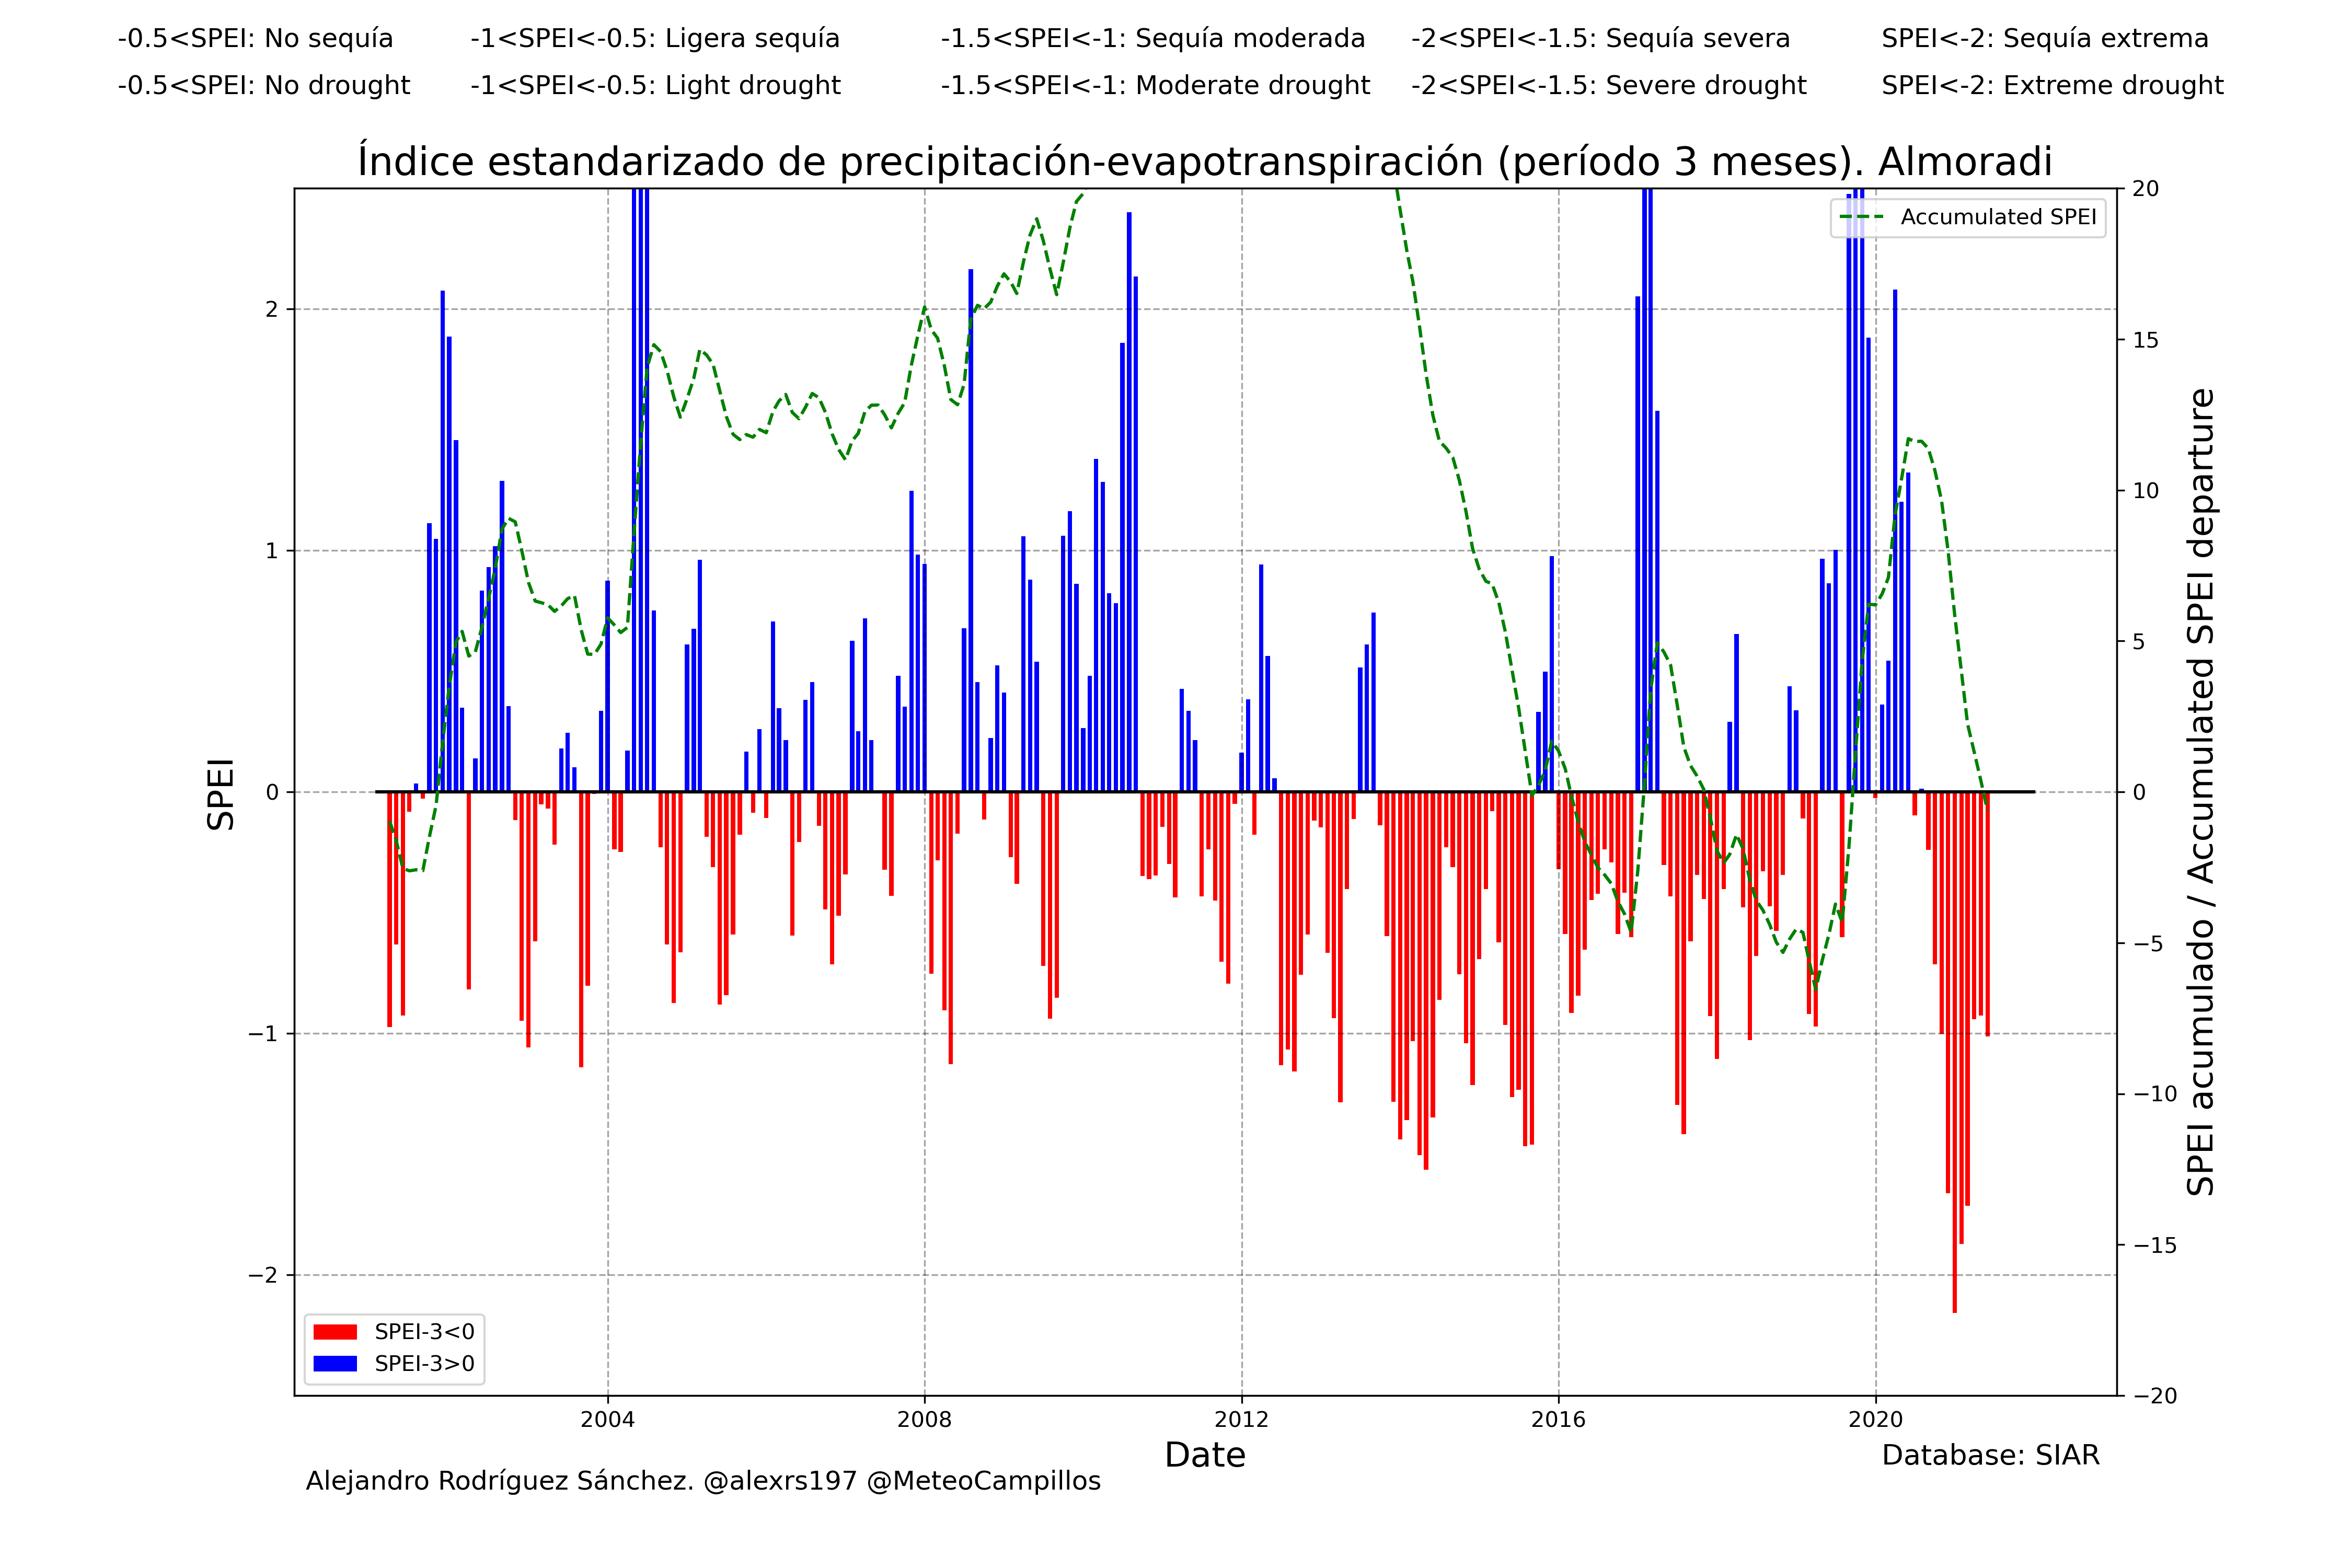 -0.5<SPEI: No sequía -1<SPEI<-0.5: Ligera sequía -1.5<SPEI<-1: Sequía moderada -2<SPEI<-1.5: Sequía severa SPEI<-2: Sequía extrema
-0.5<SPEI: No drought -1<SPEI<-0.5: Light drought -1.5<SPEI<-1: Moderate drought -2<SPEI<-1.5: Severe drought SPEI<-2: Extreme drought
Índice estandarizado de precipitación-evapotranspiración (período 3 meses). Almoradi
SPEI
2
1
0
−1
−2
Accumulated SPEI
20
15
10
5
0
−5
−10
−15
−20
SPEI acumulado / Accumulated SPEI departure
SPEI-3<0
SPEI-3>0
2004 2008 2012 2016 2020
Date
Database: SIAR
Alejandro Rodríguez Sánchez. @alexrs197 @MeteoCampillos